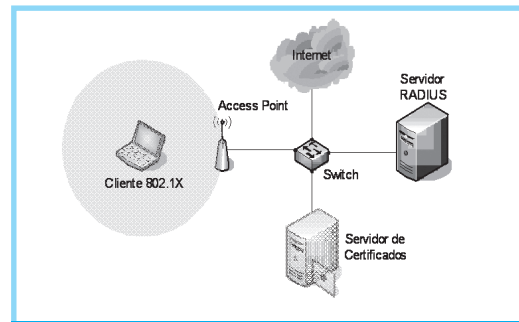 Internet
Servidor
RADIUS
Access Point
Cliente 802.1X
Switch
Servidor de
Certificados